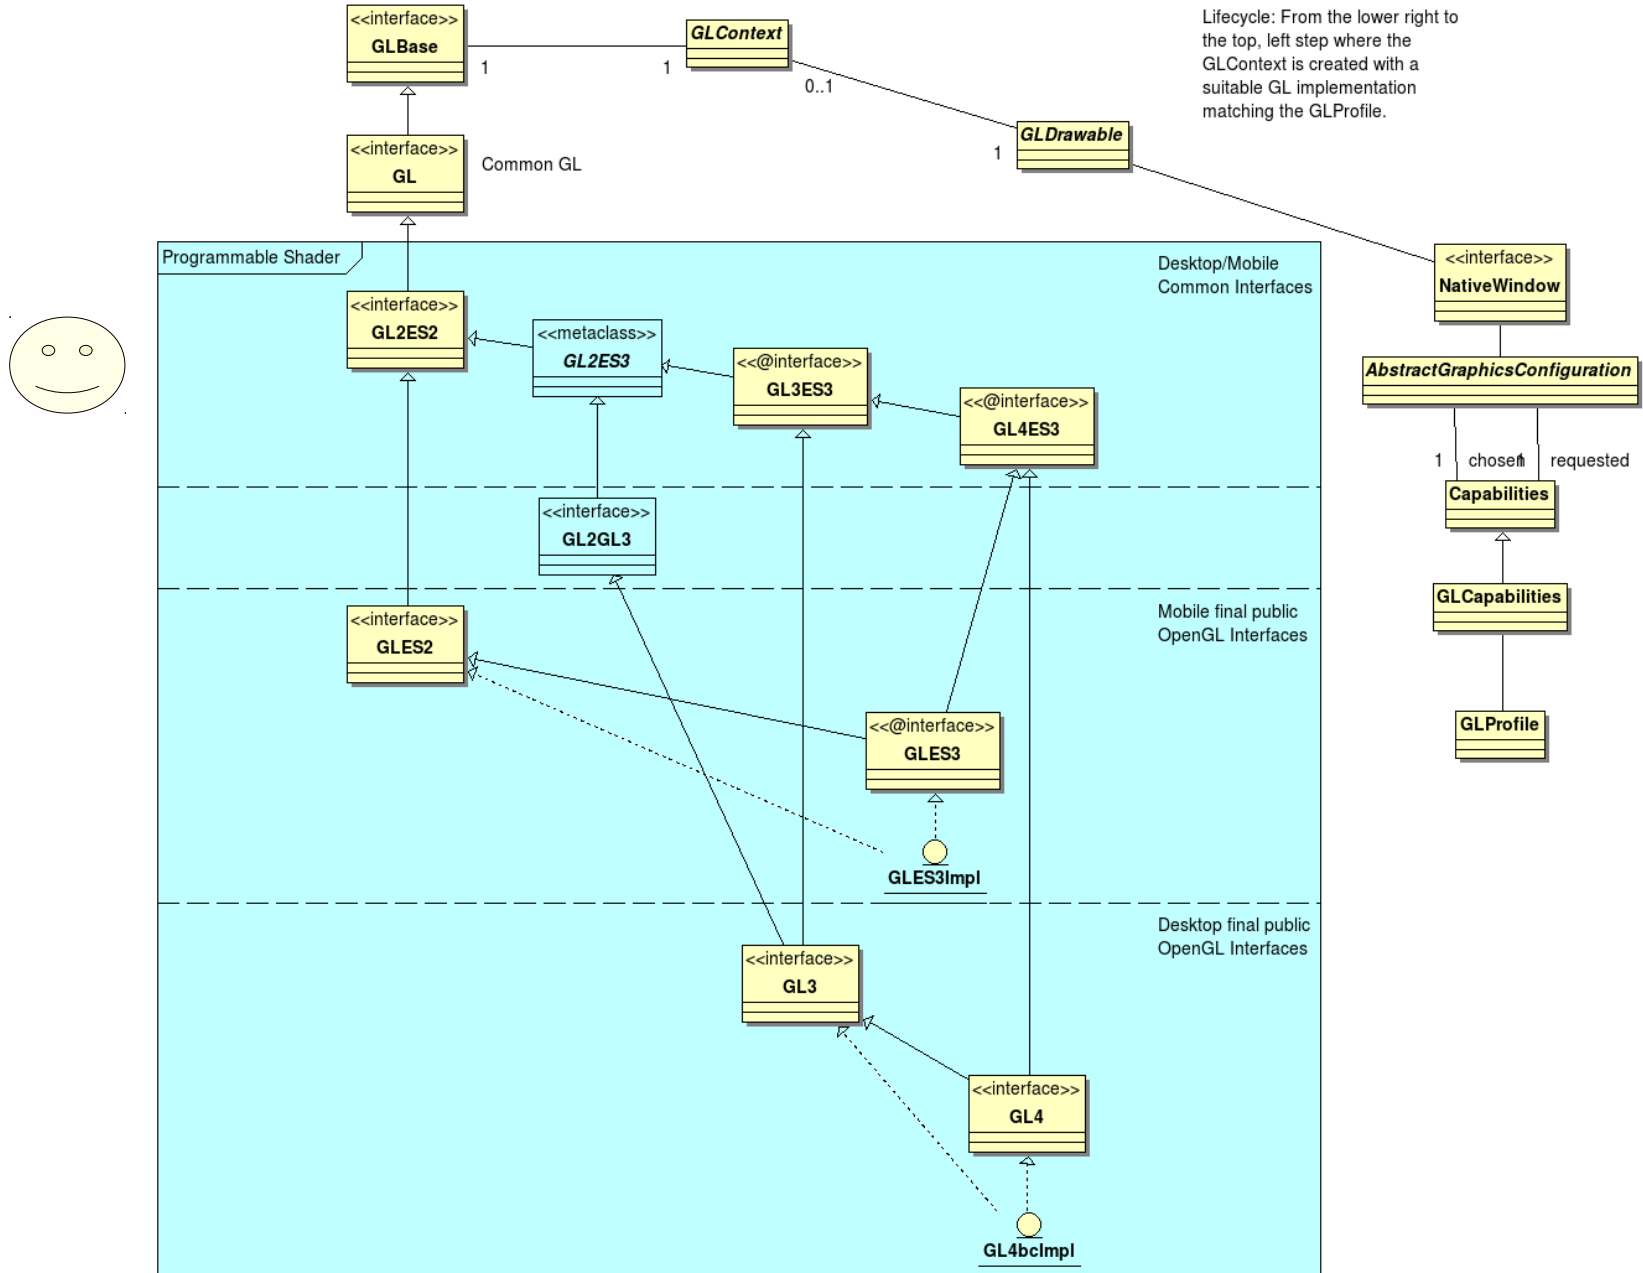 <<interface>>
GLBase
1
1
GLContext
0..1
Lifecycle: From the lower right to
the top, left step where the
GLContext is created with a
suitable GL implementation
matching the GLProfile.
GLDrawable
1
<<interface>>
GL
Common GL
Programmable Shader
Desktop/Mobile
Common Interfaces
<<interface>>
NativeWindow
<<interface>>
GL2ES2
<<metaclass>>
GL2ES3
<<@interface>>
GL3ES3
<<@interface>>
GL4ES3
AbstractGraphicsConfiguration
1
chosen
1
requested
Capabilities
<<interface>>
GL2GL3
GLCapabilities
<<interface>>
GLES2
Mobile final public
OpenGL Interfaces
<<@interface>>
GLES3
GLProfile
GLES3Impl
Desktop final public
OpenGL Interfaces
<<interface>>
GL3
<<interface>>
GL4
GL4bcImpl